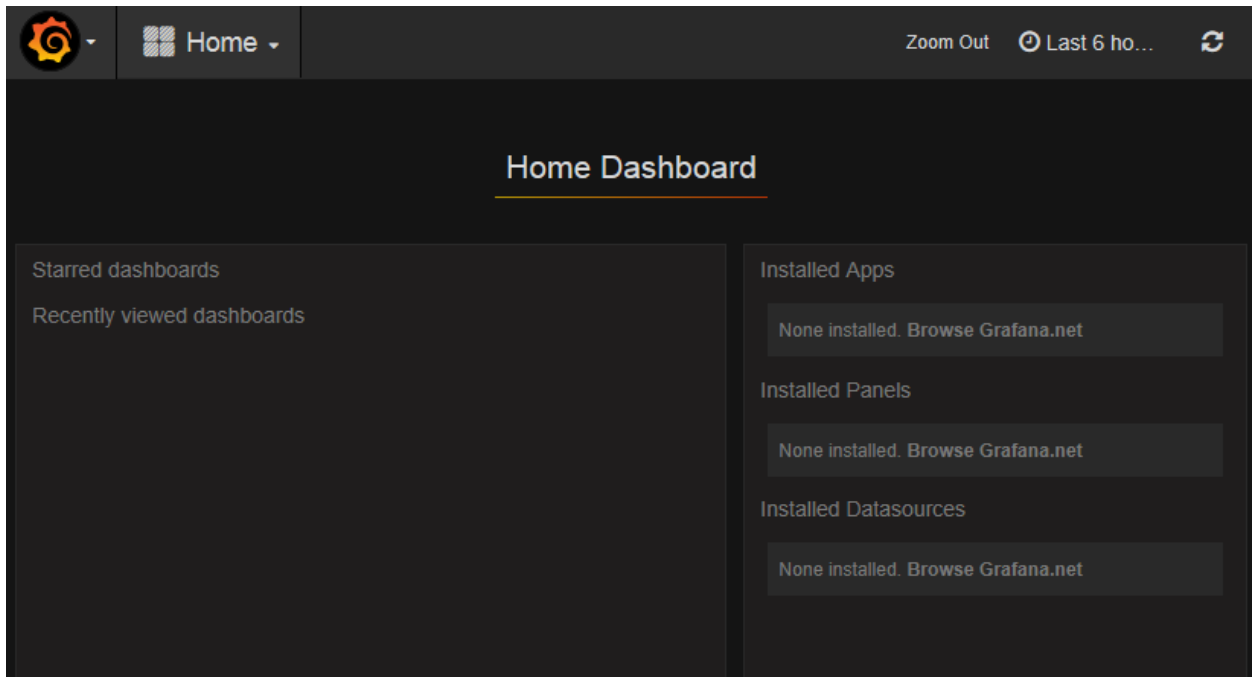 Home
Zoom Out
Last 6 ho...
Home Dashboard
Starred dashboards
Recently viewed dashboards
Installed Apps
None installed. Browse Grafana.net
Installed Panels
None installed. Browse Grafana.net
Installed Datasources
None installed. Browse Grafana.net